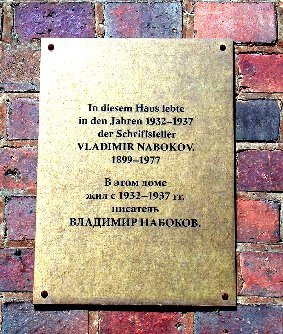 In diesem Haus lebte
in den Jahren 1932–1937
der Schriftsteller
VLADIMIR NABOKOV.
1899–1977
В этом доме
жил с 1932–1937 гг.
писатель
ВЛАДИМИР НАБОКОВ.